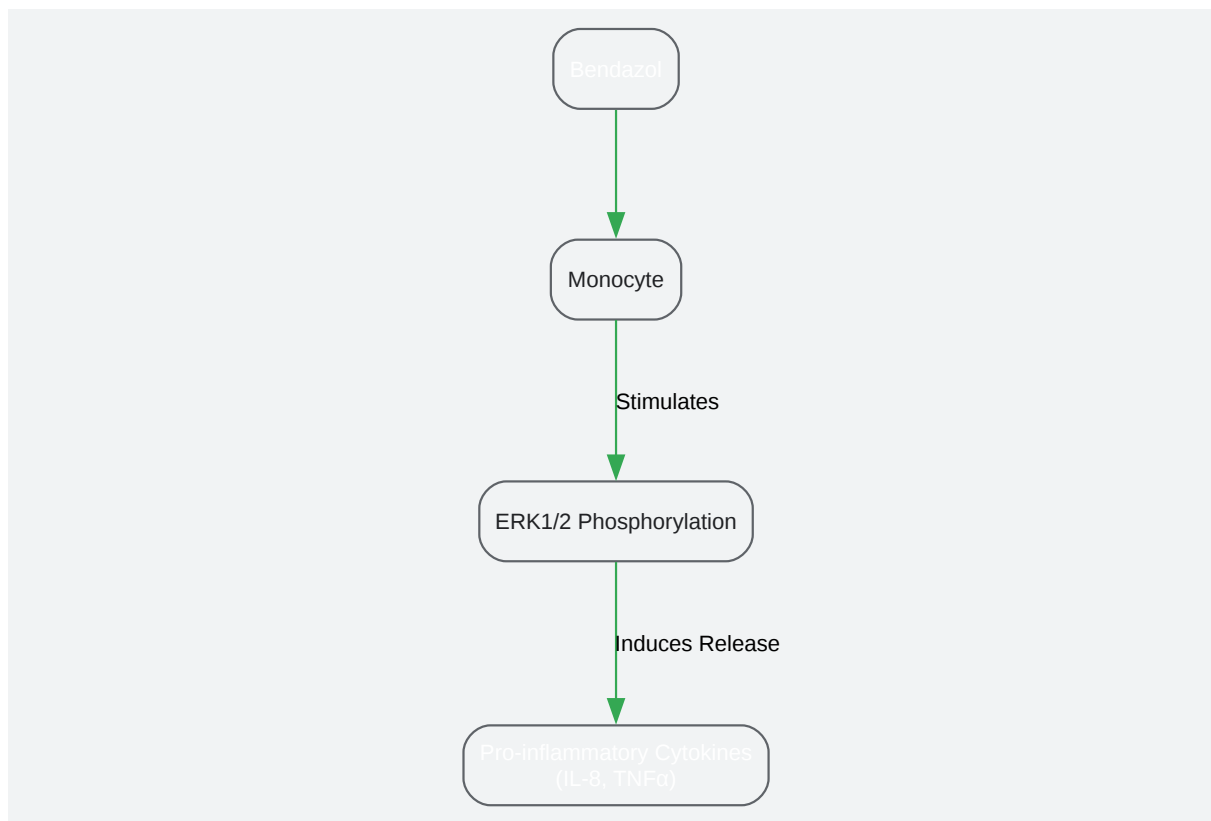 Bendazol
Monocyte
Stimulates
ERK1/2 Phosphorylation
Induces Release
Pro-inflammatory Cytokines
(IL-8, TNFα)